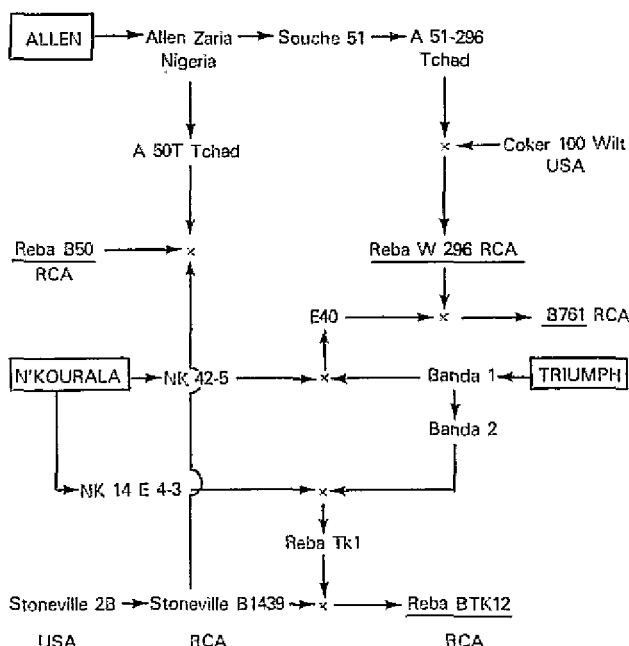 ALLEN
Allen Zaria
Nigeria
Souche 51
A 51-296
Tchad
A 50T Tchad
×
Coker 100 Wilt
USA
Reba B50
RCA
×
Reba W 296 RCA
E40
×
B761 RCA
N'KOURALA
NK 42-5
×
Banda 1
TRIUMPH
Banda 2
NK 14 E 4-3
×
Reba Tk1
Stoneville 2B
Stoneville B1439
×
Reba BTK12
USA
RCA
RCA